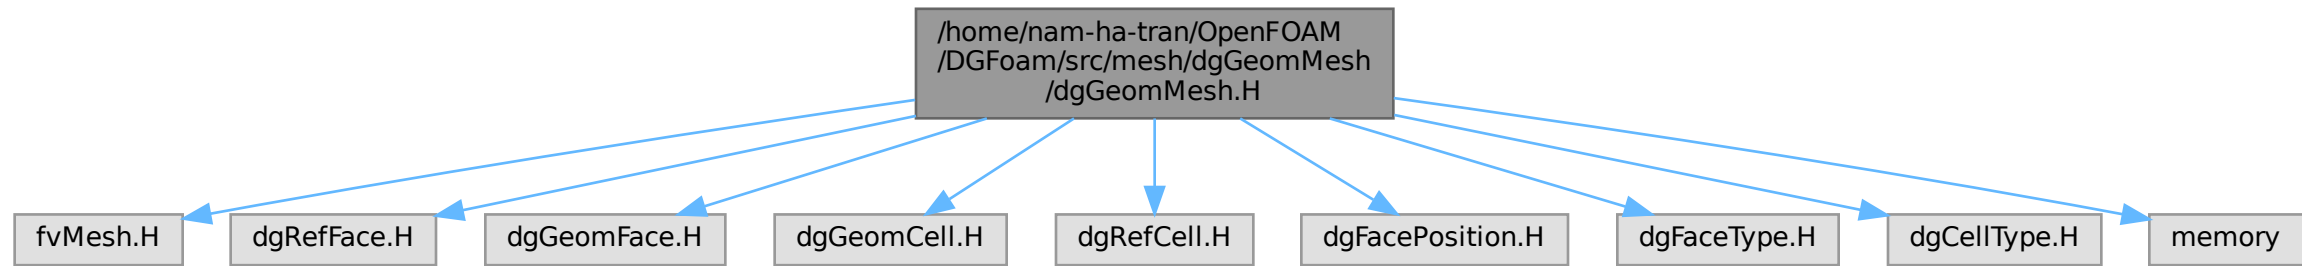 /home/nam-ha-tran/OpenFOAM
/DGFoam/src/mesh/dgGeomMesh
/dgGeomMesh.H
fvMesh.H
dgRefFace.H
dgGeomFace.H
dgGeomCell.H
dgRefCell.H
dgFacePosition.H
dgFaceType.H
dgCellType.H
memory